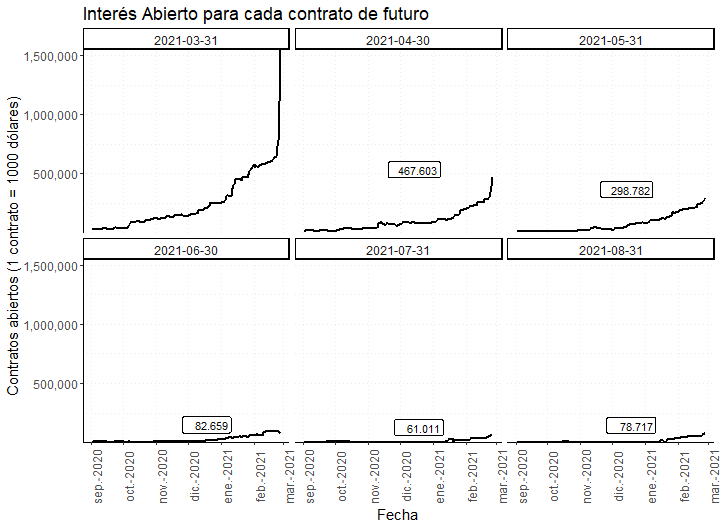 Interés Abierto para cada contrato de futuro
2021-03-31
2021-04-30
2021-05-31
1,500,000
1,000,000
500,000
467.603
298.782
2021-06-30
2021-07-31
2021-08-31
1,500,000
1,000,000
500,000
82.659
61.011
78.717
Contratos abiertos (1 contrato = 1000 dólares)
sep.-2020
oct.-2020
nov.-2020
dic.-2020
ene.-2021
feb.-2021
mar.-2021
sep.-2020
oct.-2020
nov.-2020
dic.-2020
ene.-2021
feb.-2021
mar.-2021
sep.-2020
oct.-2020
nov.-2020
dic.-2020
ene.-2021
feb.-2021
mar.-2021
Fecha